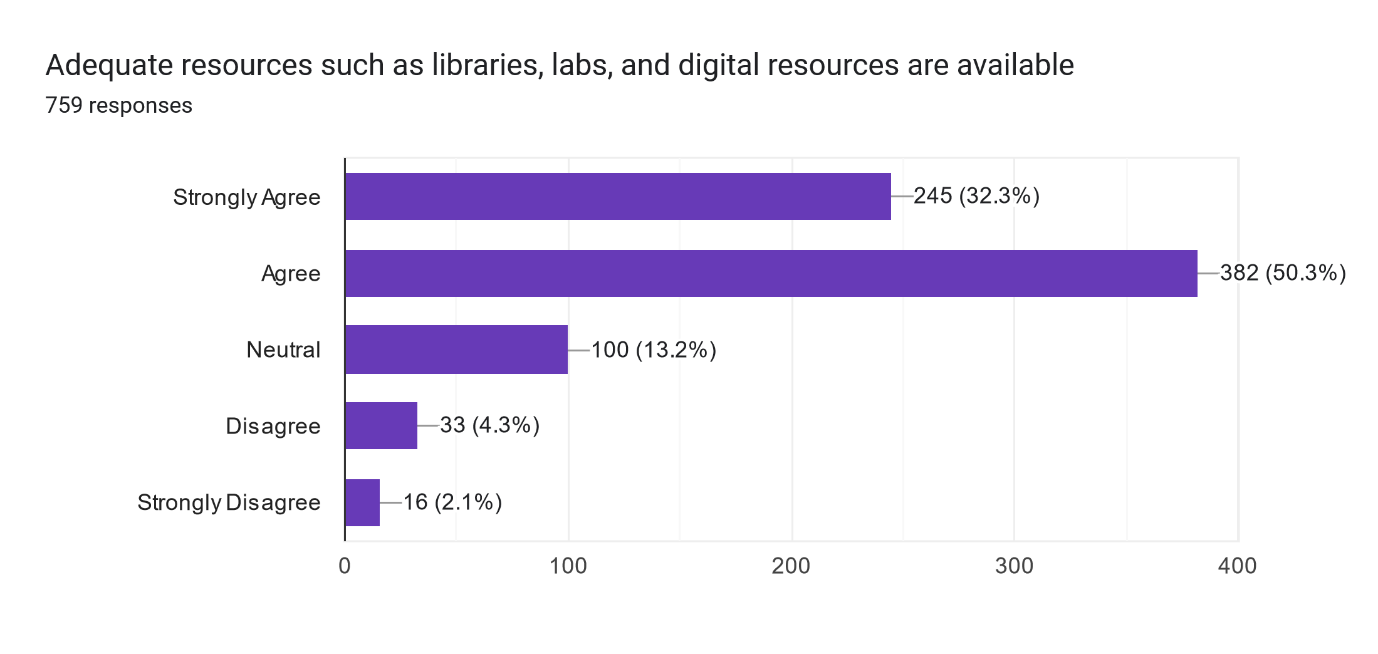 Adequate resources such as libraries, labs, and digital resources are available
759 responses
Strongly Agree 245 (32.3%)
Agree 382 (50.3%)
Neutral 100 (13.2%)
Disagree 33 (4.3%)
Strongly Disagree 16 (2.1%)
0 100 200 300 400